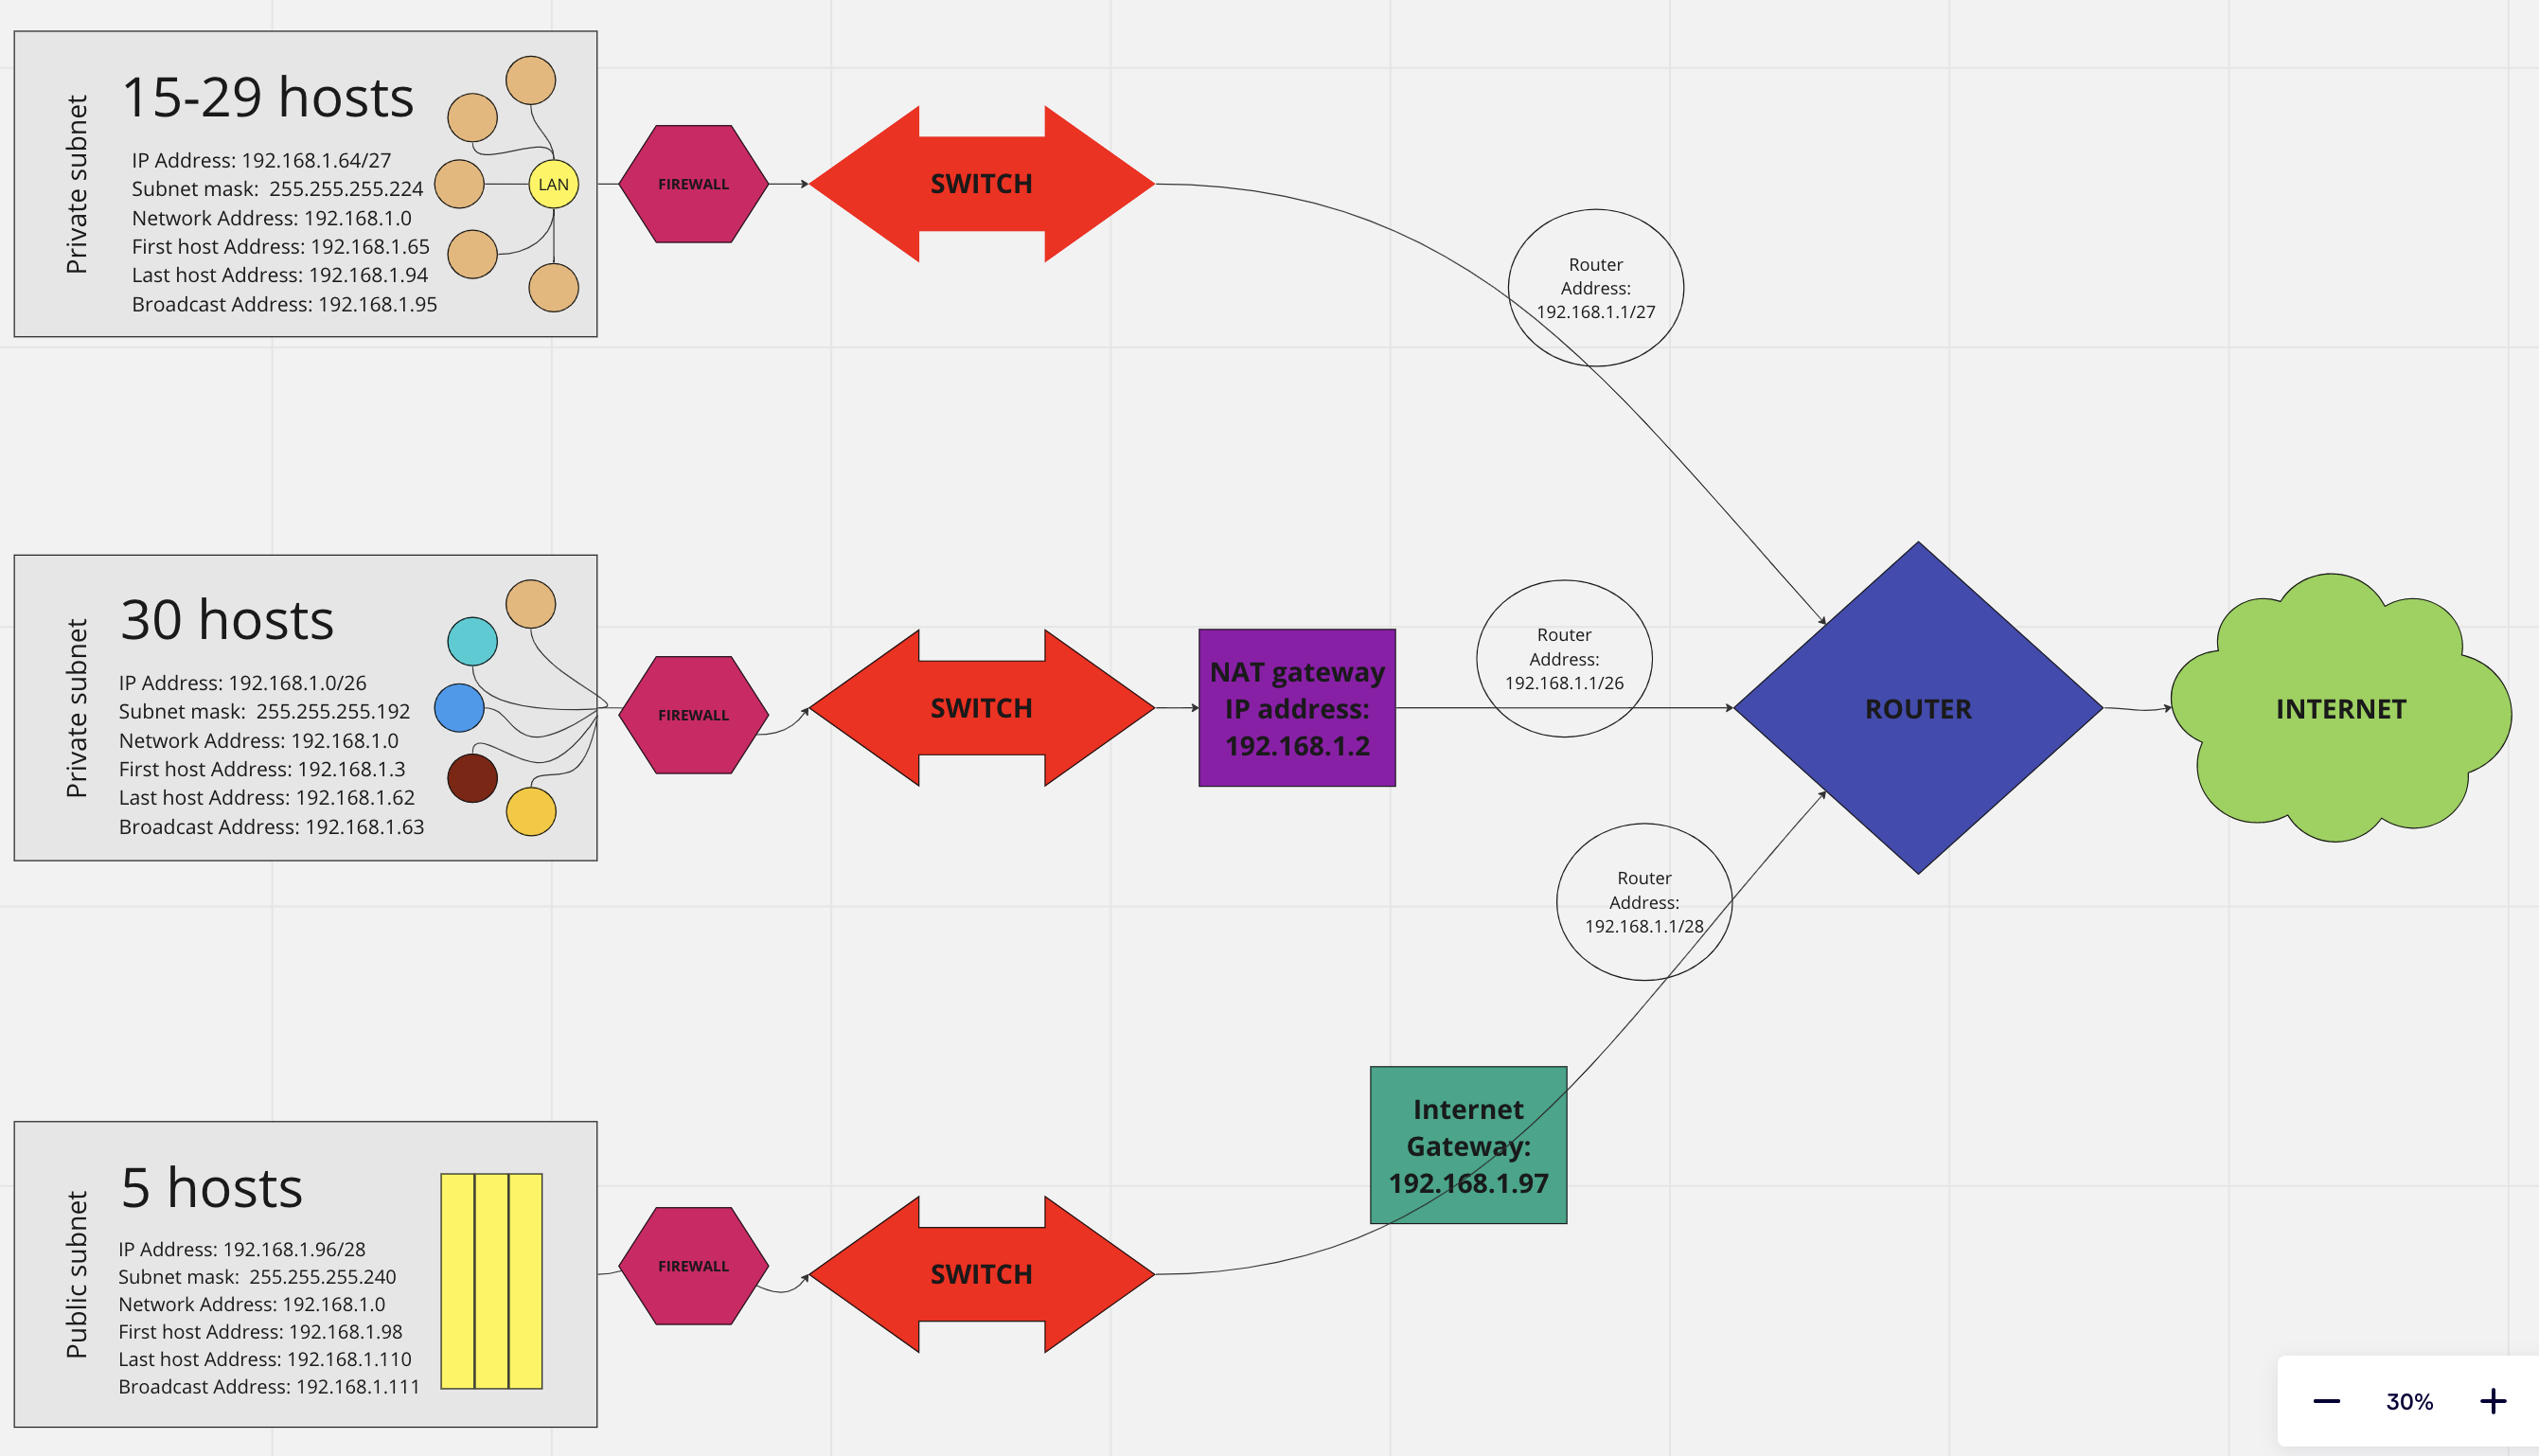 Private subnet
15-29 hosts
IP Address: 192.168.1.64/27
Subnet mask:  255.255.255.224
Network Address: 192.168.1.0
First host Address: 192.168.1.65
Last host Address: 192.168.1.94
Broadcast Address: 192.168.1.95
LAN
FIREWALL
SWITCH
Router
Address:
192.168.1.1/27
Private subnet
30 hosts
IP Address: 192.168.1.0/26
Subnet mask:  255.255.255.192
Network Address: 192.168.1.0
First host Address: 192.168.1.3
Last host Address: 192.168.1.62
Broadcast Address: 192.168.1.63
FIREWALL
SWITCH
NAT gateway
IP address:
192.168.1.2
Router
Address:
192.168.1.1/26
ROUTER
INTERNET
Router
Address:
192.168.1.1/28
Internet
Gateway:
192.168.1.97
Public subnet
5 hosts
IP Address: 192.168.1.96/28
Subnet mask:  255.255.255.240
Network Address: 192.168.1.0
First host Address: 192.168.1.98
Last host Address: 192.168.1.110
Broadcast Address: 192.168.1.111
FIREWALL
SWITCH
30%